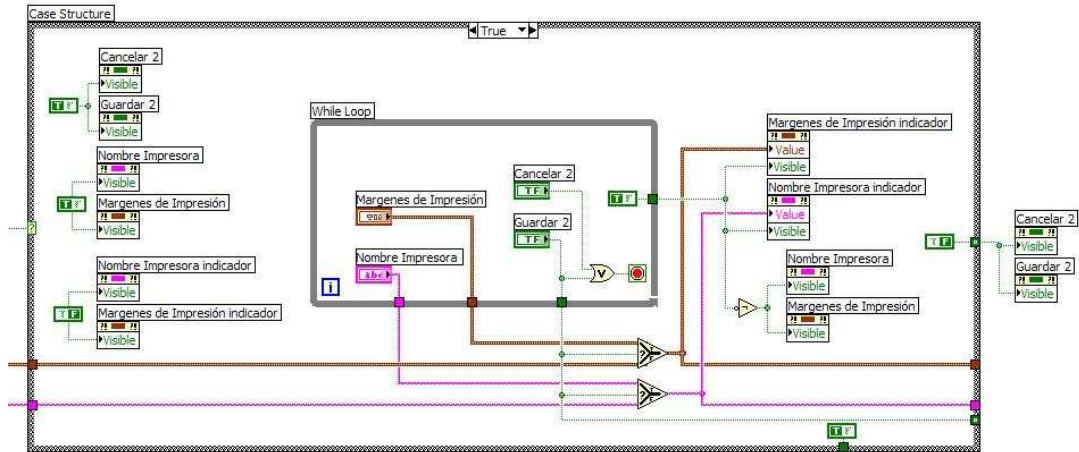 Case Structure
True
Cancelar 2
Visible
Guardar 2
Visible
T
Nombre Impresora
Visible
Margenes de Impresión
Visible
T
Nombre Impresora indicador
Visible
Margenes de Impresión indicador
Visible
F
?
While Loop
Margenes de Impresión
Nombre Impresora
abc
Cancelar 2
TF
Guardar 2
TF
V
i
T
?
T
F
?
T
F
Margenes de Impresión indicador
Value
Visible
Nombre Impresora indicador
Value
Visible
Nombre Impresora
Visible
Margenes de Impresión
Visible
T
F
Cancelar 2
Visible
Guardar 2
Visible